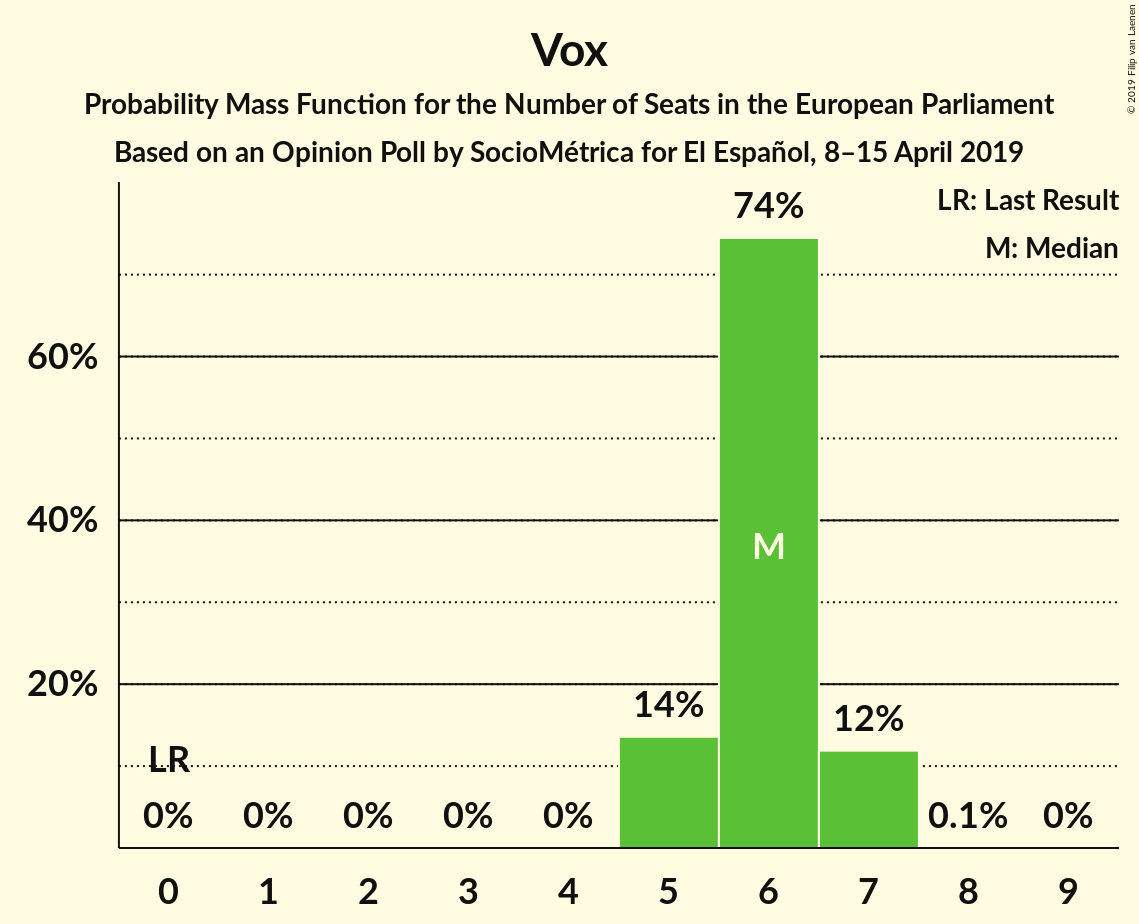 Vox
Probability Mass Function for the Number of Seats in the European Parliament
Based on an Opinion Poll by SocioMétrica for El Español, 8–15 April 2019
© 2019 Filip van Laenen
LR: Last Result
M: Median
74%
60%
40%
M
20%
14%
12%
LR
0% 0% 0% 0% 0% 0.1% 0%
0 1 2 3 4 5 6 7 8 9